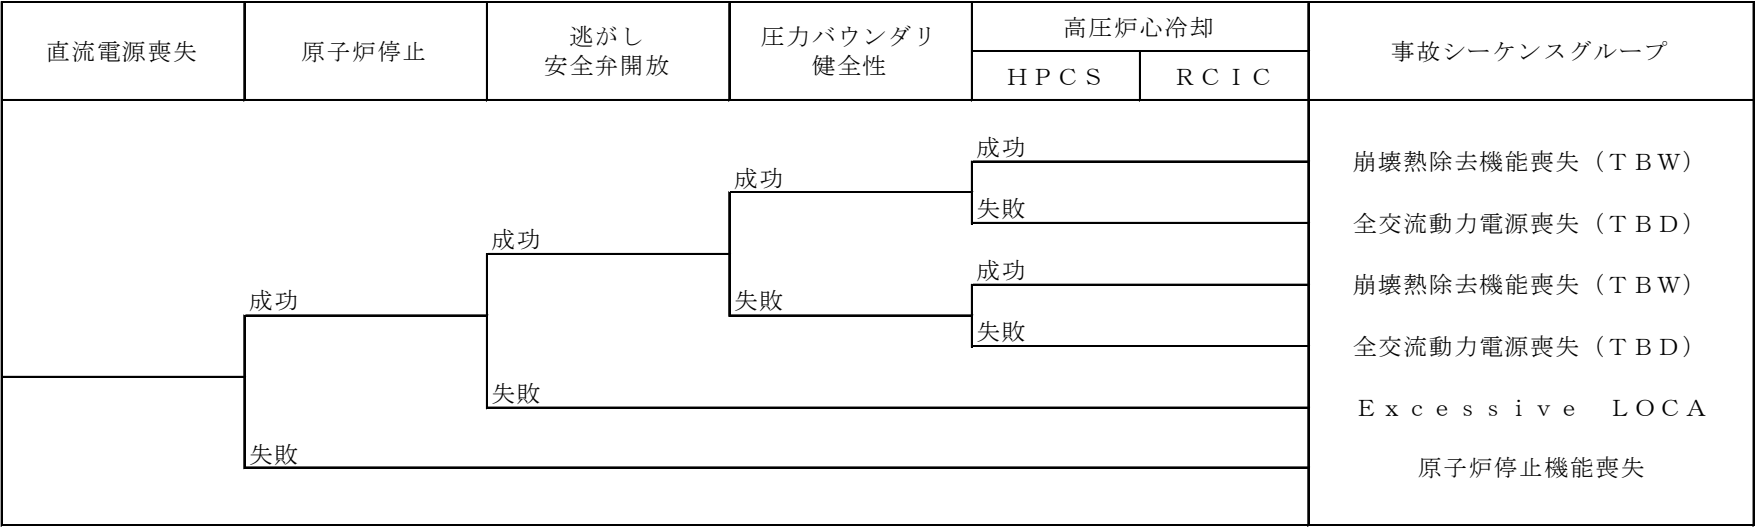 直流電源喪失
原子炉停止
逃がし
安全弁開放
圧力バウンダリ
健全性
高圧炉心冷却
ＨＰＣＳ
ＲＣＩＣ
事故シーケンスグループ
成功
崩壊熱除去機能喪失（ＴＢＷ）
成功
失敗
全交流動力電源喪失（ＴＢＤ）
成功
成功
崩壊熱除去機能喪失（ＴＢＷ）
成功
失敗
失敗
全交流動力電源喪失（ＴＢＤ）
失敗
Ｅｘｃｅｓｓｉｖｅ　ＬＯＣＡ
失敗
原子炉停止機能喪失